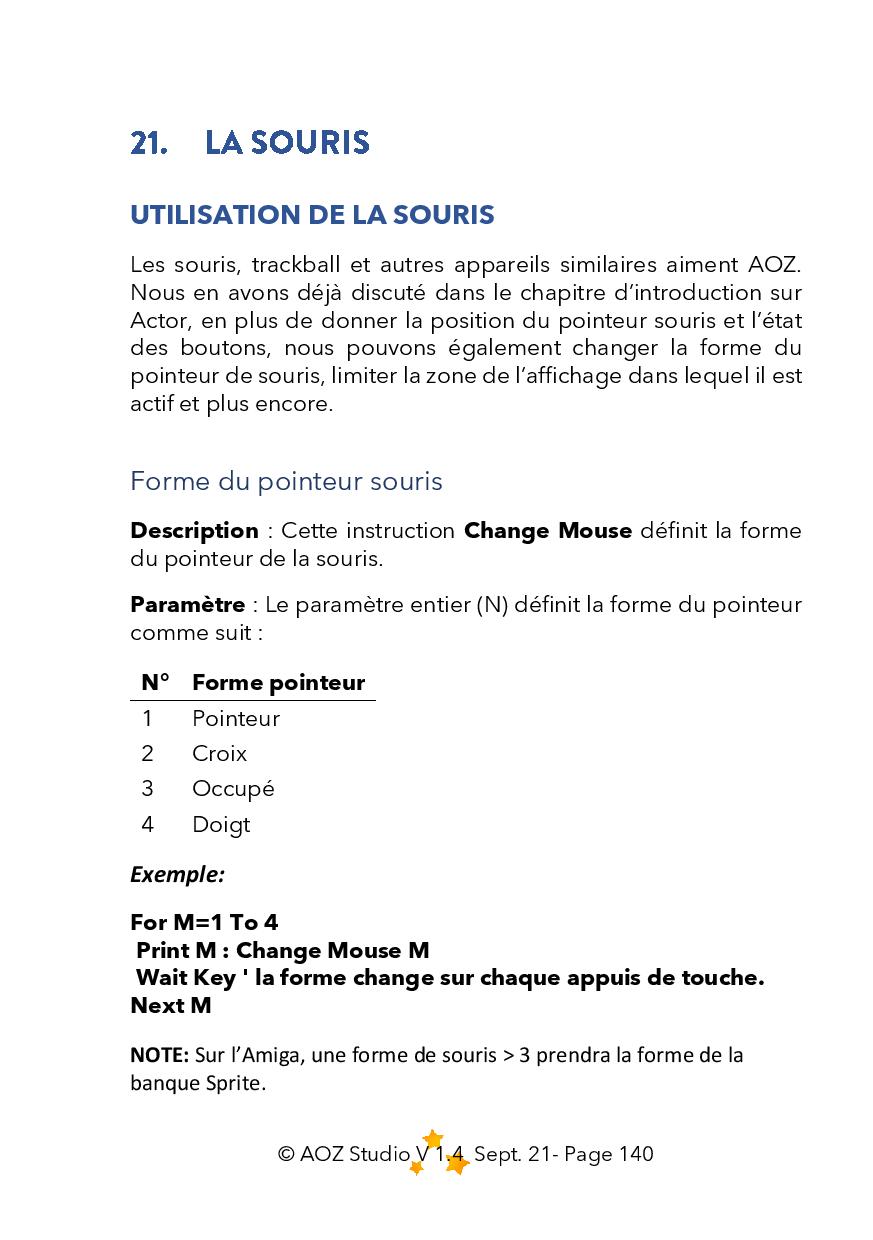 21. LA SOURIS
UTILISATION DE LA SOURIS
Les souris, trackball et autres appareils similaires aiment AOZ.
Nous en avons déjà discuté dans le chapitre d’introduction sur
Actor, en plus de donner la position du pointeur souris et l’état
des boutons, nous pouvons également changer la forme du
pointeur de souris, limiter la zone de l’affichage dans lequel il est
actif et plus encore.
Forme du pointeur souris
Description : Cette instruction Change Mouse définit la forme
du pointeur de la souris.
Paramètre : Le paramètre entier (N) définit la forme du pointeur
comme suit :
N° Forme pointeur
1 Pointeur
2 Croix
3 Occupé
4 Doigt
Exemple:
For M=1 To 4
Print M : Change Mouse M
Wait Key ' la forme change sur chaque appuis de touche.
Next M
NOTE: Sur l’Amiga, une forme de souris > 3 prendra la forme de la
banque Sprite.
© AOZ Studio V 1.4 Sept. 21- Page 140